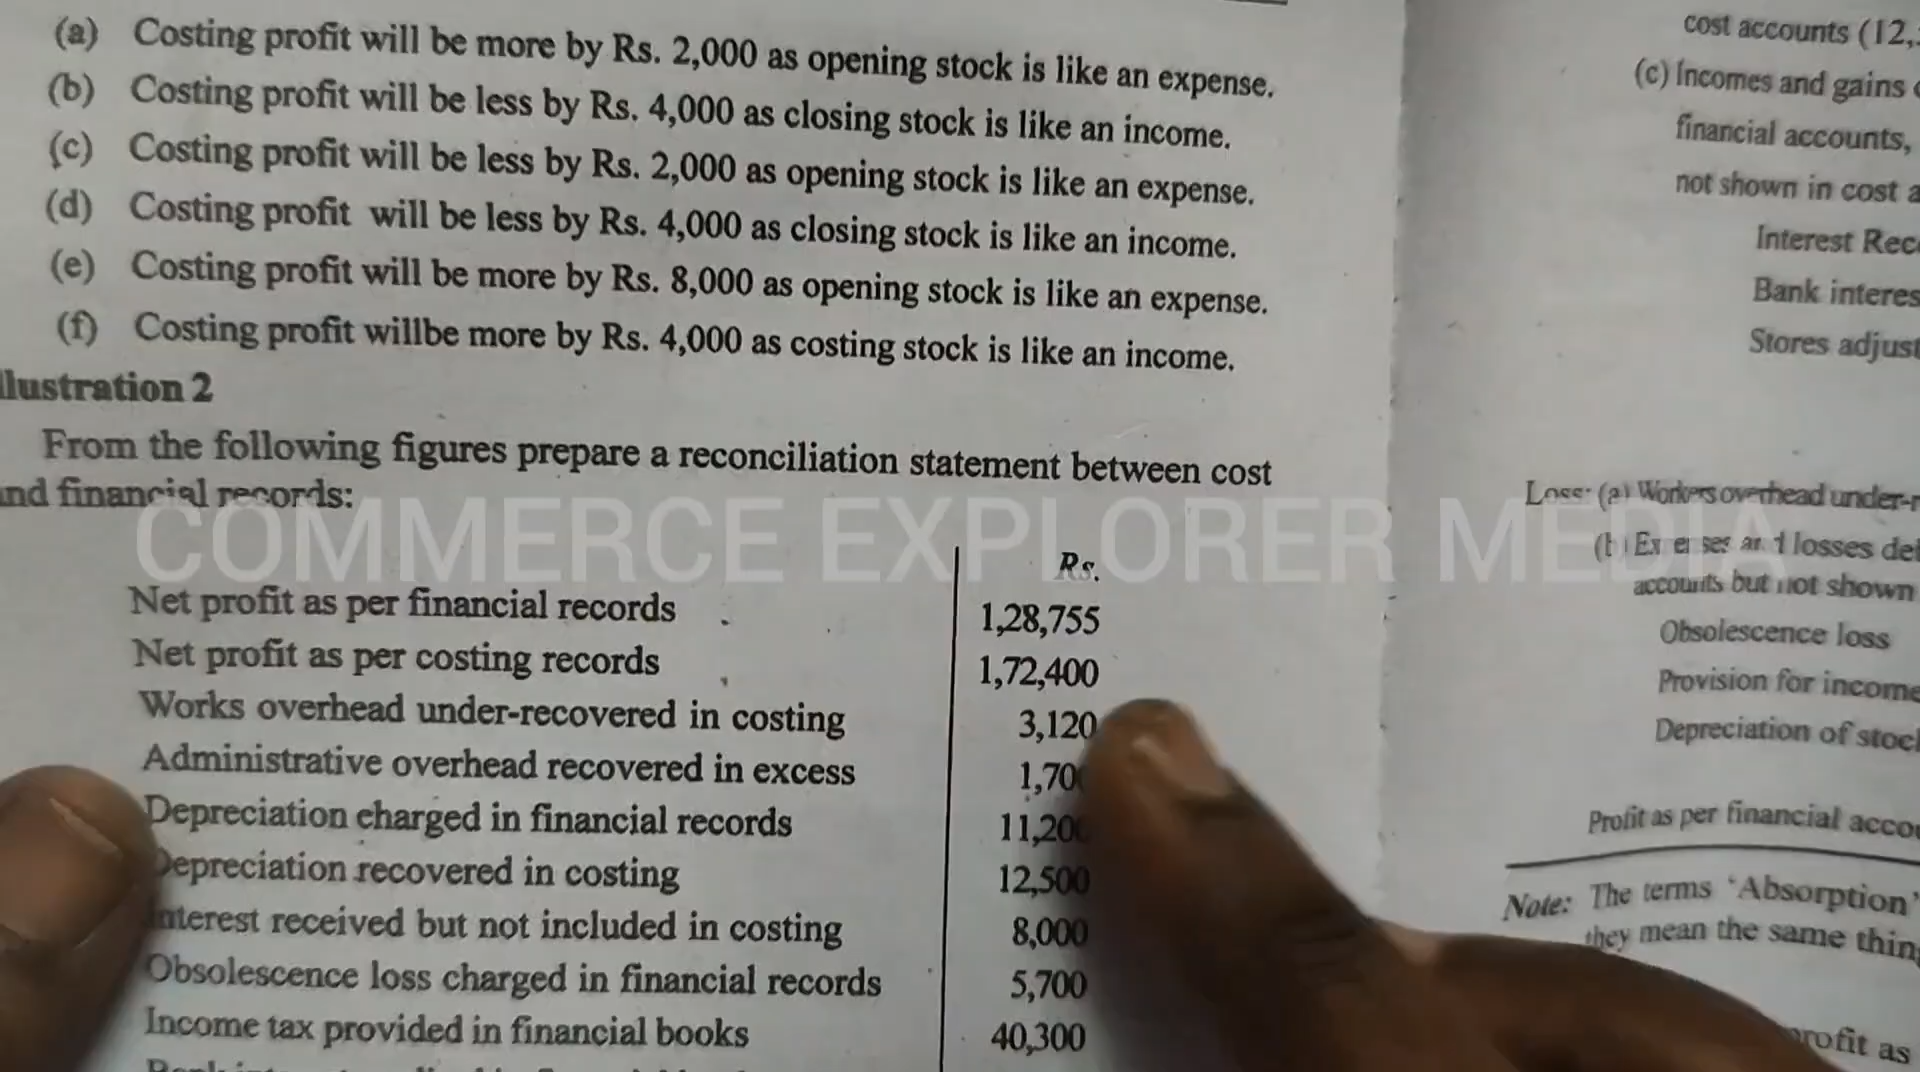 (a) Costing profit will be more by Rs. 2,000 as opening stock is like an expense.
(b) Costing profit will be less by Rs. 4,000 as closing stock is like an income.
(c) Costing profit will be less by Rs. 2,000 as opening stock is like an expense.
(d) Costing profit will be less by Rs. 4,000 as closing stock is like an income.
(e) Costing profit will be more by Rs. 8,000 as opening stock is like an expense.
(f) Costing profit willbe more by Rs. 4,000 as costing stock is like an income.
llustration 2
From the following figures prepare a reconciliation statement between cost
nd financial records:
COMMERCE EXPLORER MEDIA
Rs.
Net profit as per financial records 1,28,755
Net profit as per costing records 1,72,400
Works overhead under-recovered in costing 3,120
Administrative overhead recovered in excess 1,70
Depreciation charged in financial records 11,20
Depreciation recovered in costing 12,500
nterest received but not included in costing 8,000
Obsolescence loss charged in financial records 5,700
Income tax provided in financial books 40,300
cost accounts (12,
(c) Incomes and gains
financial accounts,
not shown in cost a
Interest Rec
Bank interes
Stores adjust
Loss: (a) Workers overhead under-r
losses de
accounts but not shown
Obsolescence loss
Provision for income
Depreciation of stoc
Profit as per financial acco
Note: The terms 'Absorption'
they mean the same thin
rofit as